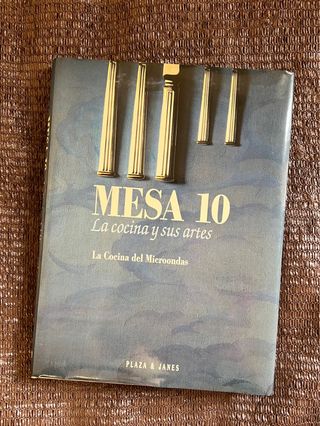 MESA 10
La cocina y sus artes
La Cocina del Microondas
PLAZA & JANES